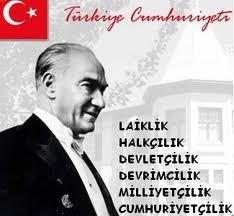 Türkiye Cumhuriyeti
LAİKLİK
HALKÇILIK
DEVLETÇİLİK
DEVRİMCİLİK
MİLLİYETÇİLİK
CUMHURİYETÇİLİK